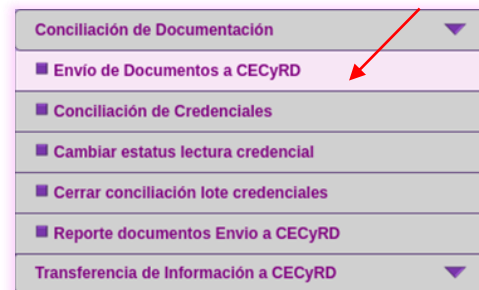 Conciliación de Documentación
Envío de Documentos a CECyRD
Conciliación de Credenciales
Cambiar estatus lectura credencial
Cerrar conciliación lote credenciales
Reporte documentos Envio a CECyRD
Transferencia de Información a CECyRD